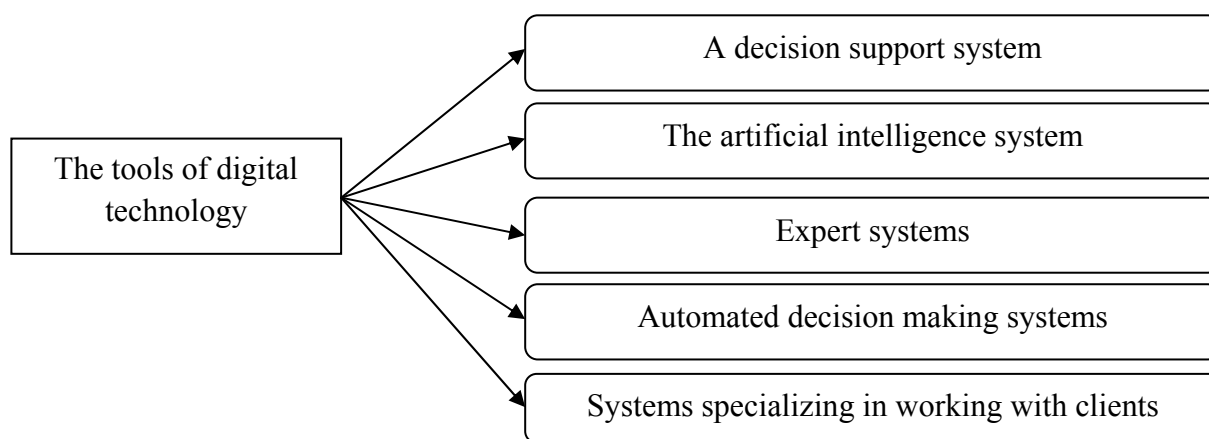 The tools of digital
technology
A decision support system
The artificial intelligence system
Expert systems
Automated decision making systems
Systems specializing in working with clients